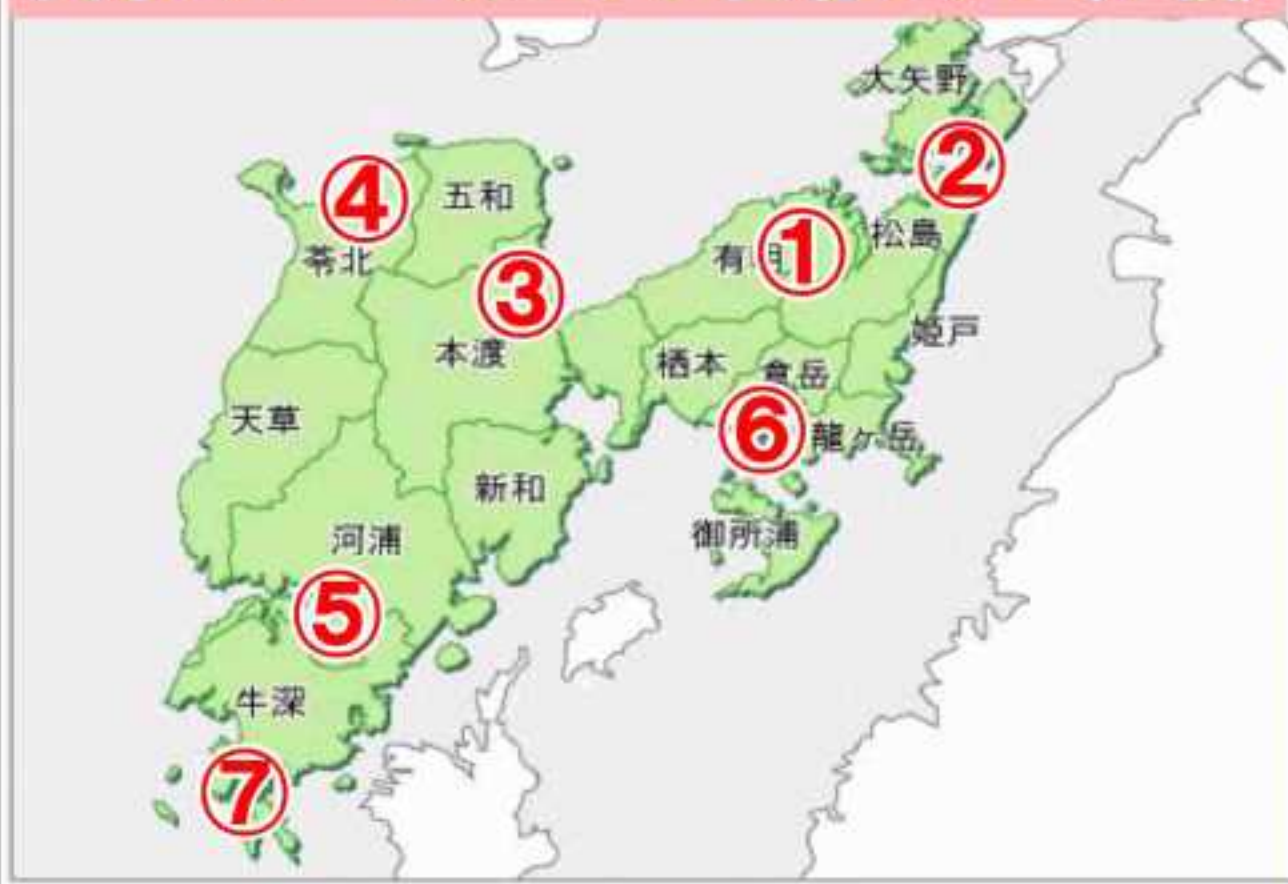 大矢野
②
④
五和
松島
有明
①
苓北
③
姫戸
本渡
栖本
倉岳
天草
⑥
龍ヶ岳
新和
御所浦
河浦
⑤
牛深
⑦